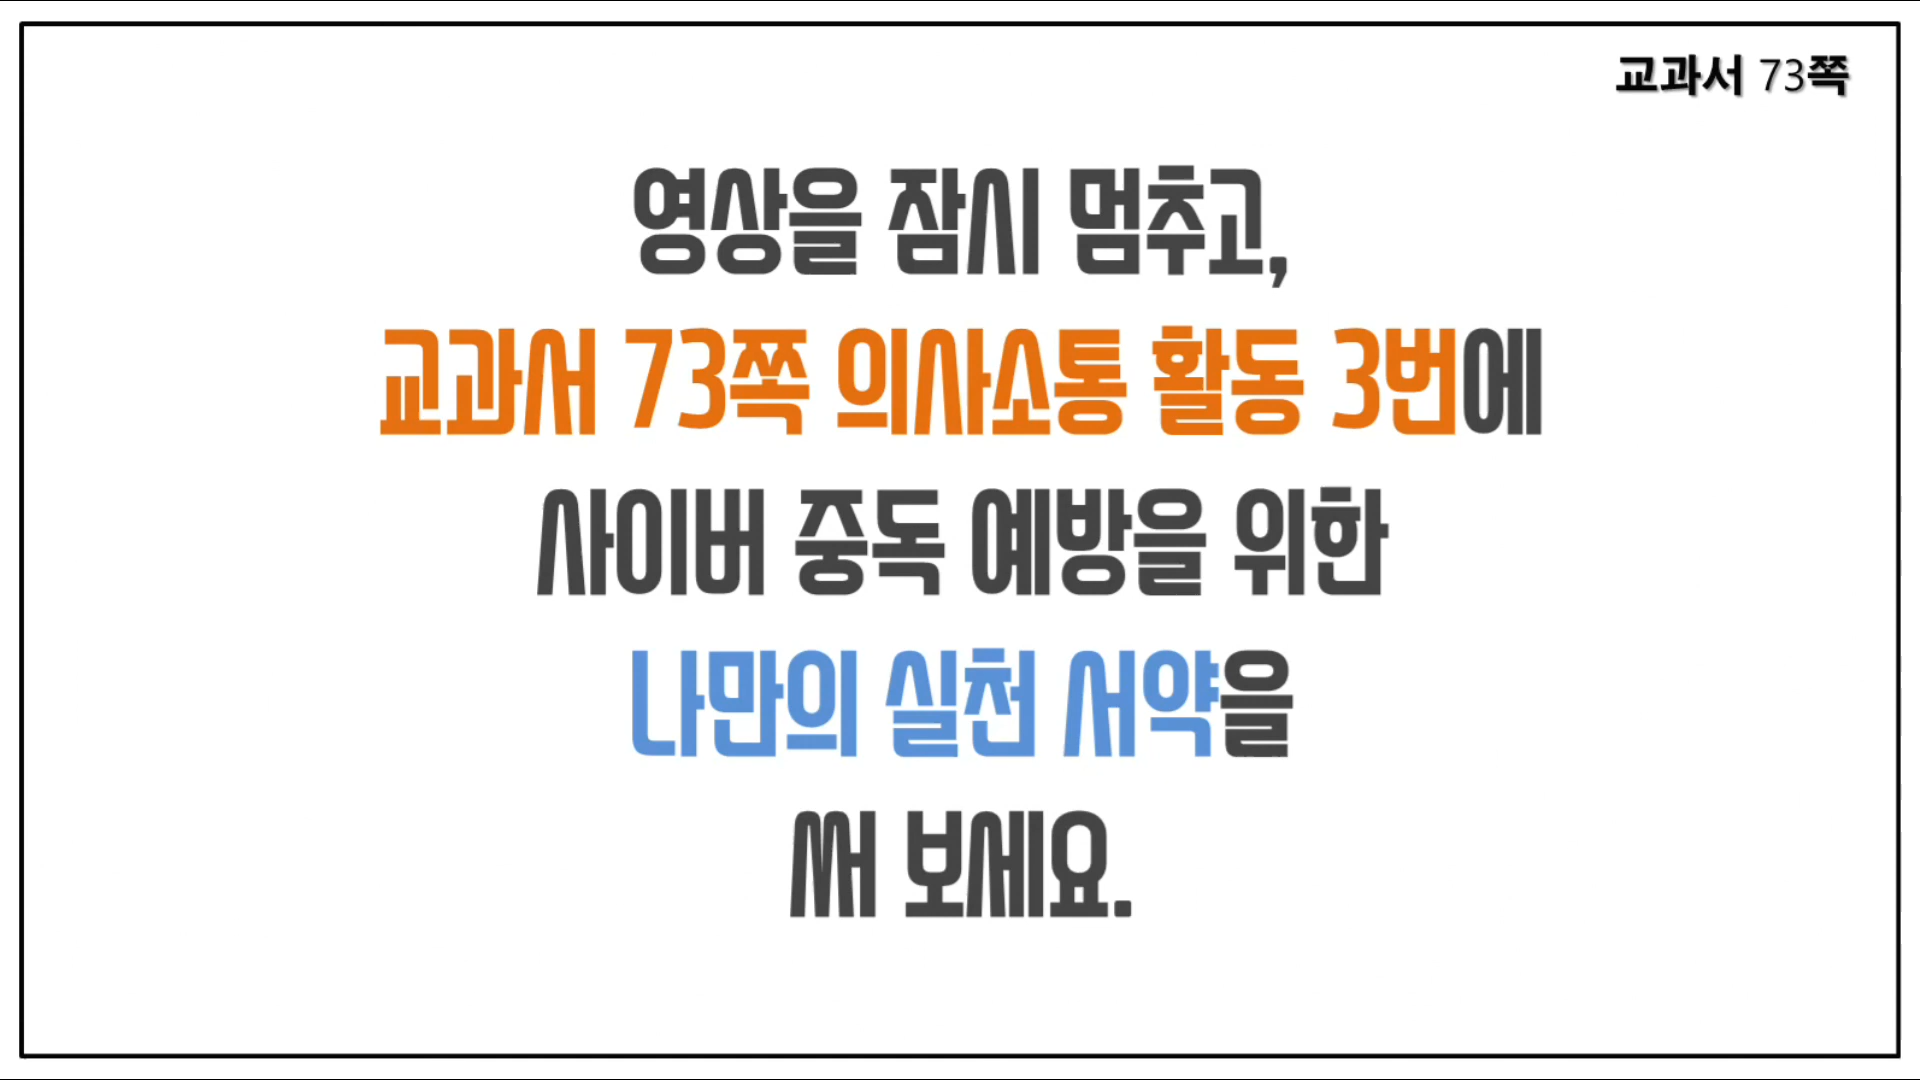 교과서 73쪽
영상을 잠시 멈추고,
교과서 73쪽 의사소통 활동 3번에
사이버 중독 예방을 위한
나만의 실천 서약을
써 보세요.